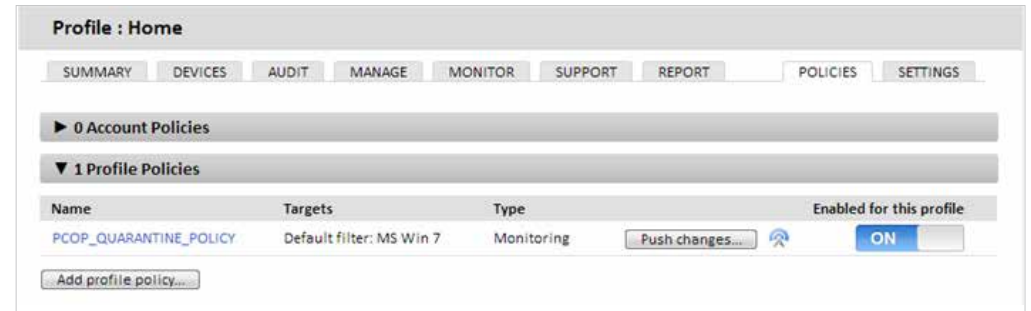 Profile : Home
SUMMARY DEVICES AUDIT MANAGE MONITOR SUPPORT REPORT POLICIES SETTINGS
▶ 0 Account Policies
▼ 1 Profile Policies
Name Targets Type Enabled for this profile
PCOP_QUARANTINE_POLICY Default filter: MS Win 7 Monitoring Push changes... ON
Add profile policy...